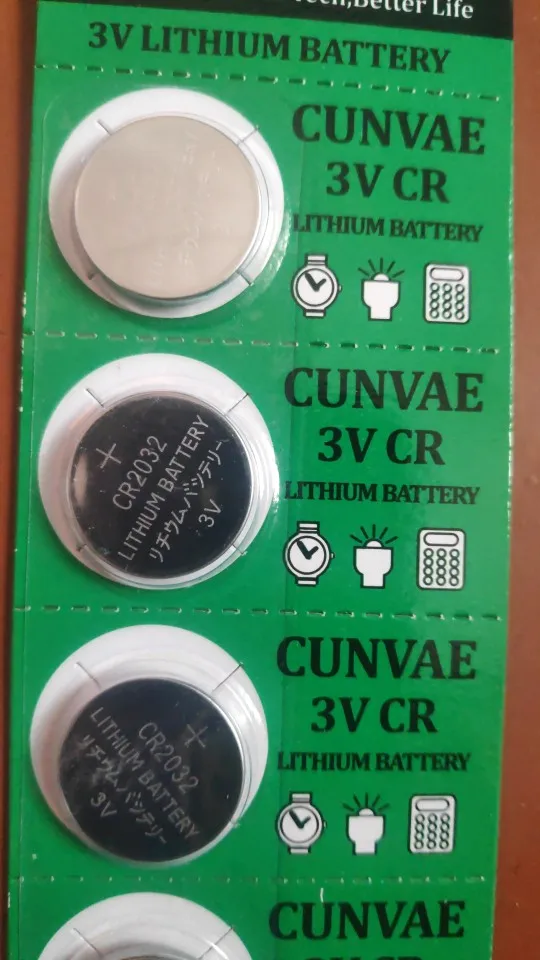 Better Life
3V LITHIUM BATTERY
CUNVAE
3V CR
LITHIUM BATTERY
CUNVAE
3V CR
LITHIUM BATTERY
+
CR2032
LITHIUM BATTERY
リチウムバッテリー
3V
CUNVAE
3V CR
LITHIUM BATTERY
+
CR2032
LITHIUM BATTERY
リチウムバッテリー
3V
CUNVAE